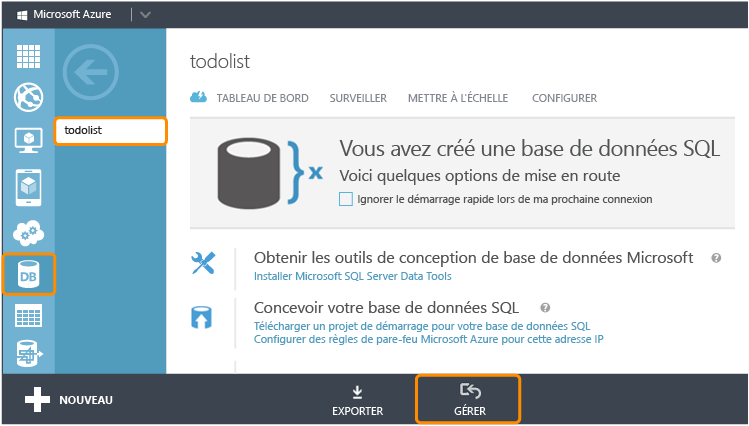 Microsoft Azure
todolist
todolist
TABLEAU DE BORD SURVEILLER METTRE À L'ÉCHELLE CONFIGURER
Vous avez créé une base de données SQL
Voici quelques options de mise en route
Ignorer le démarrage rapide lors de ma prochaine connexion
x
Obtenir les outils de conception de base de données Microsoft ?
Installer Microsoft SQL Server Data Tools
DB
Concevoir votre base de données SQL ?
Télécharger un projet de démarrage pour votre base de données SQL
Configurer des règles de pare-feu Microsoft Azure pour cette adresse IP
NOUVEAU
EXPORTER
GÉRER